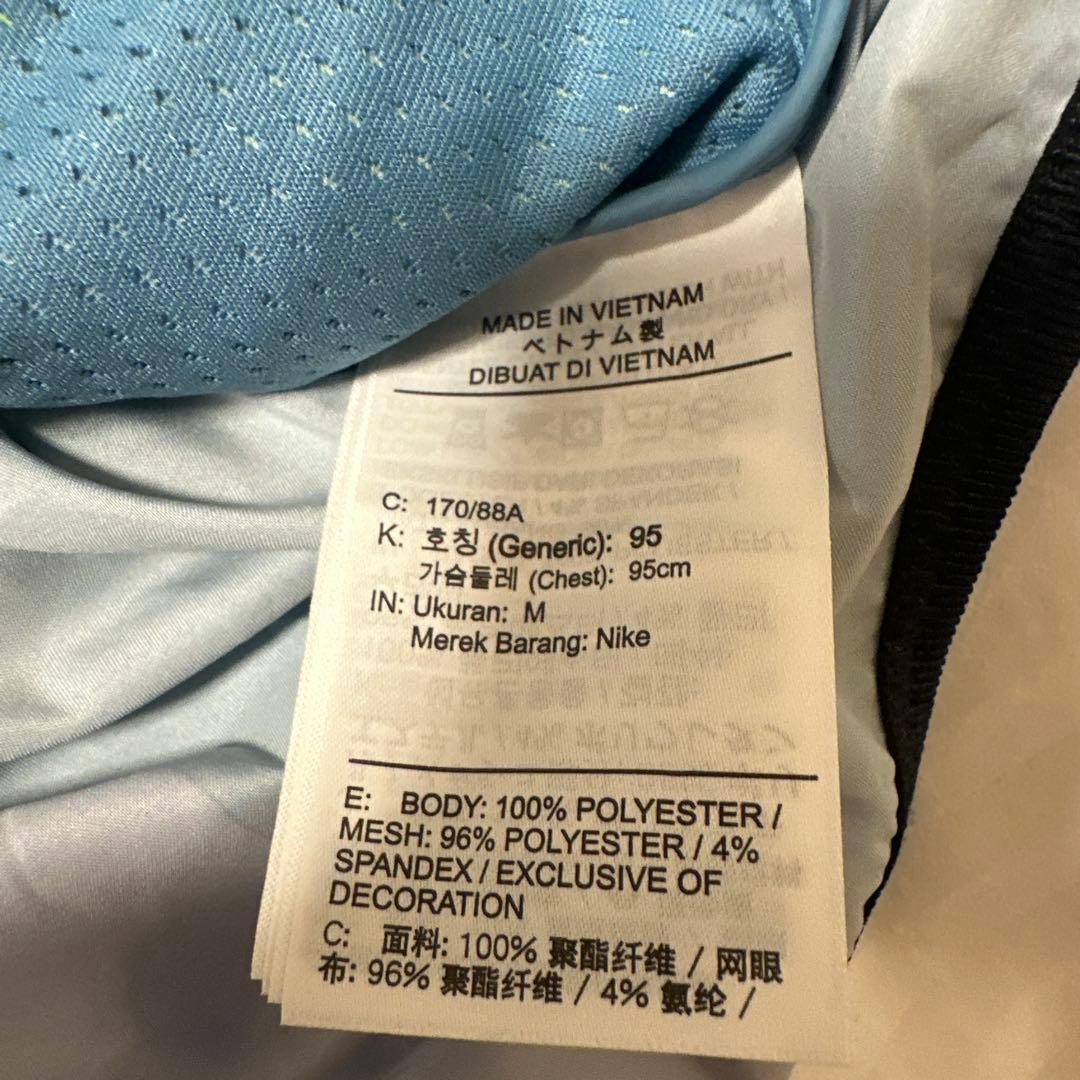 MADE IN VIETNAM
ベトナム製
DIBUAT DI VIETNAM
C: 170/88A
K: 호칭 (Generic): 95
가슴둘레 (Chest): 95cm
IN: Ukuran: M
Merek Barang: Nike
E: BODY: 100% POLYESTER /
MESH: 96% POLYESTER / 4%
SPANDEX / EXCLUSIVE OF
DECORATION
C: 面料: 100% 聚酯纤维 / 网眼
布: 96% 聚酯纤维 / 4% 氨纶 /